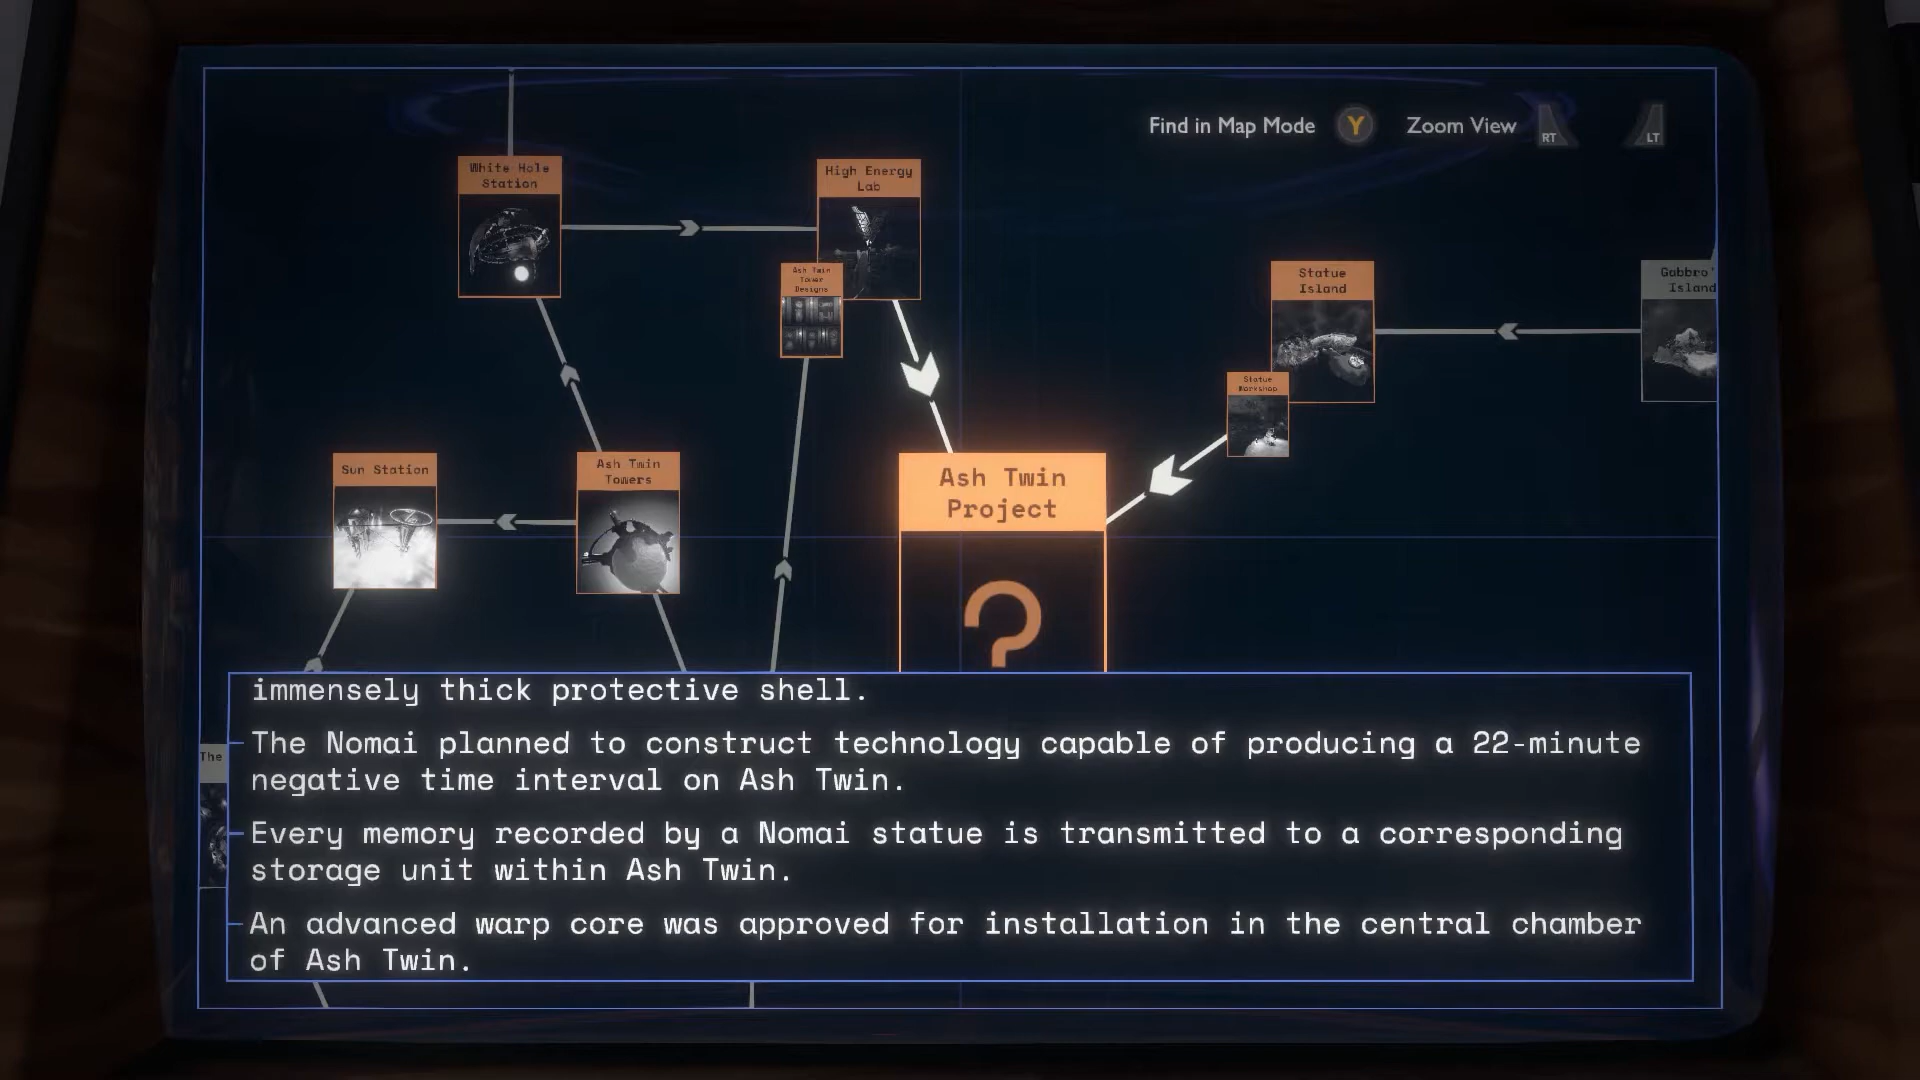 Find in Map Mode Y Zoom View RT LT
White Hole
Station
High Energy
Lab
Ash Twin
Tower
Designs
Statue
Island
Gabbro'
Island
Statue
Workshop
Sun Station
Ash Twin
Towers
Ash Twin
Project
?
The
immensely thick protective shell.
The Nomai planned to construct technology capable of producing a 22-minute
negative time interval on Ash Twin.
Every memory recorded by a Nomai statue is transmitted to a corresponding
storage unit within Ash Twin.
An advanced warp core was approved for installation in the central chamber
of Ash Twin.